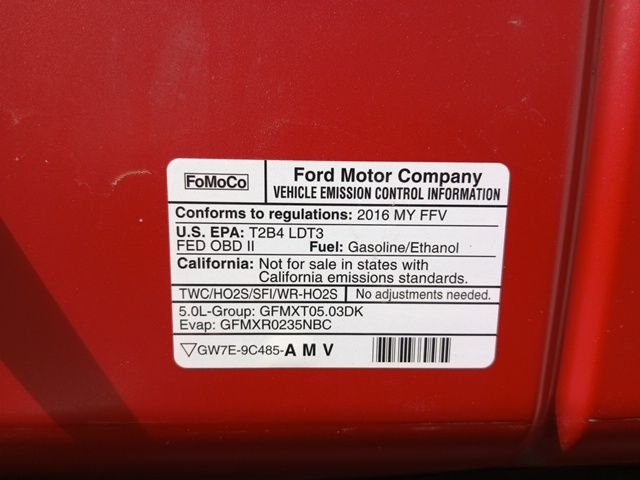 FoMoCo
Ford Motor Company
VEHICLE EMISSION CONTROL INFORMATION
Conforms to regulations: 2016 MY FFV
U.S. EPA: T2B4 LDT3
FED OBD II Fuel: Gasoline/Ethanol
California: Not for sale in states with
California emissions standards.
TWC/HO2S/SFI/WR-HO2S No adjustments needed.
5.0L-Group: GFMXT05.03DK
Evap: GFMXR0235NBC
GW7E-9C485-A M V